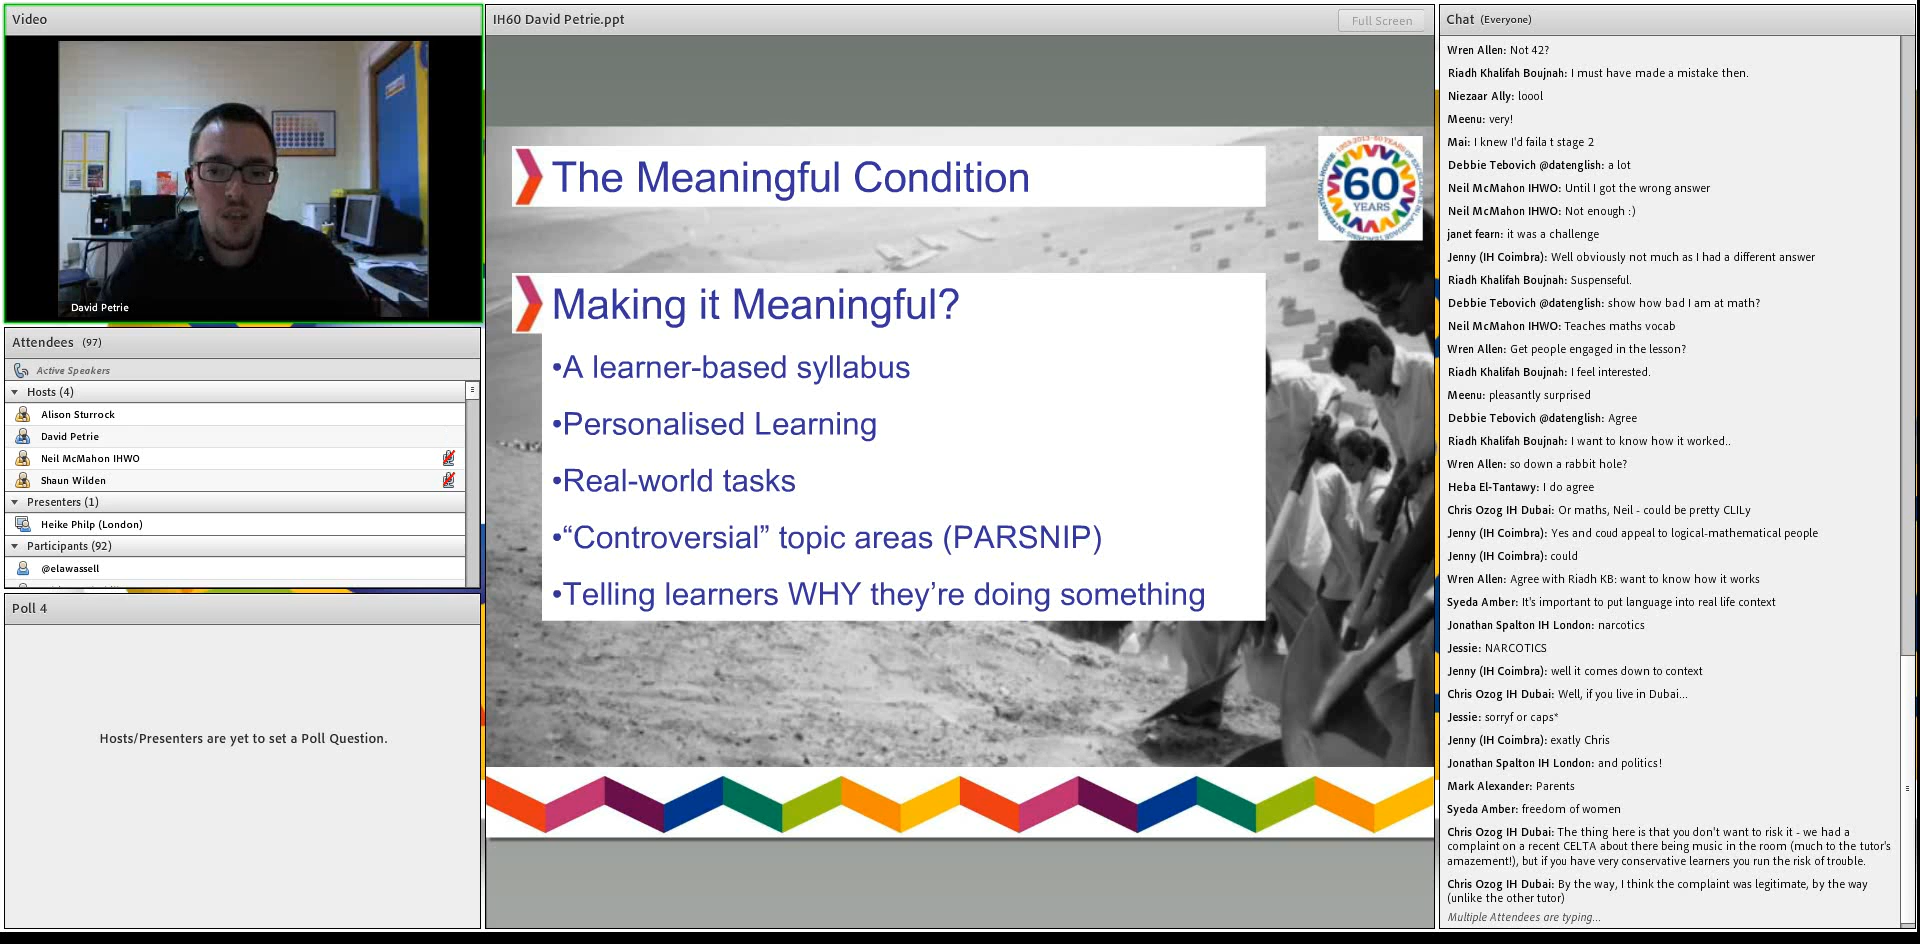 Video
David Petrie
Attendees (97)
Active Speakers
Hosts (4)
Alison Sturrock
David Petrie
Neil McMahon IHWO
Shaun Wilden
Presenters (1)
Heike Philp (London)
Participants (92)
@elawassell
Poll 4
Hosts/Presenters are yet to set a Poll Question.
IH60 David Petrie.ppt
Full Screen
The Meaningful Condition
60
YEARS
Making it Meaningful?
•A learner-based syllabus
•Personalised Learning
•Real-world tasks
•“Controversial” topic areas (PARSNIP)
•Telling learners WHY they’re doing something
Chat (Everyone)
Wren Allen: Not 42?
Riadh Khalifah Boujnah: I must have made a mistake then.
Niezaar Ally: loool
Meenu: very!
Mai: I knew I'd faila t stage 2
Debbie Tebovich @datenglish: a lot
Neil McMahon IHWO: Until I got the wrong answer
Neil McMahon IHWO: Not enough :)
janet fearn: it was a challenge
Jenny (IH Coimbra): Well obviously not much as I had a different answer
Riadh Khalifah Boujnah: Suspenseful.
Debbie Tebovich @datenglish: show how bad I am at math?
Neil McMahon IHWO: Teaches maths vocab
Wren Allen: Get people engaged in the lesson?
Riadh Khalifah Boujnah: I feel interested.
Meenu: pleasantly surprised
Debbie Tebovich @datenglish: Agree
Riadh Khalifah Boujnah: I want to know how it worked..
Wren Allen: so down a rabbit hole?
Heba El-Tantawy: I do agree
Chris Ozog IH Dubai: Or maths, Neil - could be pretty CLILy
Jenny (IH Coimbra): Yes and coud appeal to logical-mathematical people
Jenny (IH Coimbra): could
Wren Allen: Agree with Riadh KB: want to know how it works
Syeda Amber: It's important to put language into real life context
Jonathan Spalton IH London: narcotics
Jessie: NARCOTICS
Jenny (IH Coimbra): well it comes down to context
Chris Ozog IH Dubai: Well, if you live in Dubai...
Jessie: sorryf or caps*
Jenny (IH Coimbra): exatly Chris
Jonathan Spalton IH London: and politics!
Mark Alexander: Parents
Syeda Amber: freedom of women
Chris Ozog IH Dubai: The thing here is that you don't want to risk it - we had a
complaint on a recent CELTA about there being music in the room (much to the tutor's
amazement!), but if you have very conservative learners you run the risk of trouble.
Chris Ozog IH Dubai: By the way, I think the complaint was legitimate, by the way
(unlike the other tutor)
Multiple Attendees are typing...